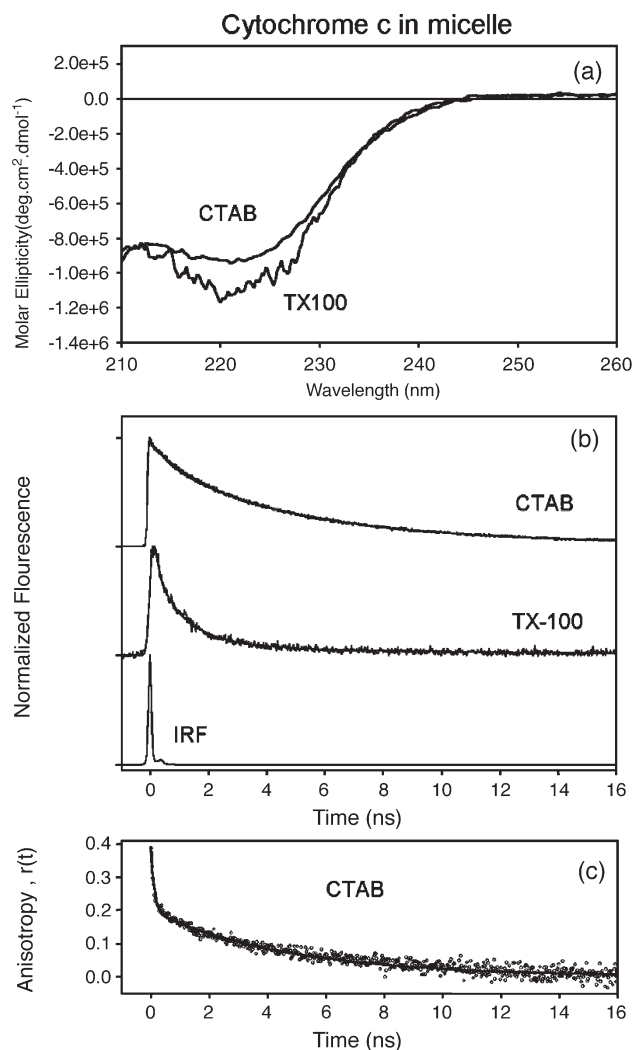 Cytochrome c in micelle
(a)
Molar Ellipticity(deg.cm².dmol⁻¹)
2.0e+5
0.0
-2.0e+5
-4.0e+5
-6.0e+5
-8.0e+5
-1.0e+6
-1.2e+6
-1.4e+6
CTAB
TX100
210 220 230 240 250 260
Wavelength (nm)
(b)
Normalized Flourescence
CTAB
TX-100
IRF
0 2 4 6 8 10 12 14 16
Time (ns)
(c)
Anisotropy , r(t)
0.4
0.3
0.2
0.1
0.0
CTAB
0 2 4 6 8 10 12 14 16
Time (ns)